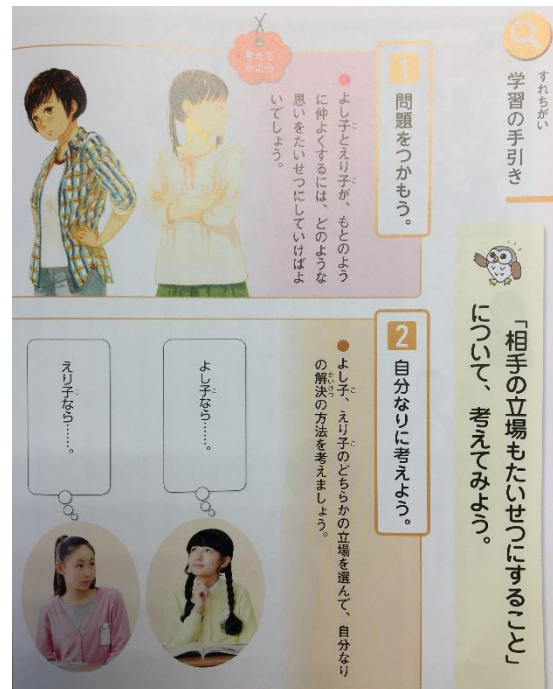 すれちがい
学習の手引き
「相手の立場もたいせつにすること」
について、考えてみよう。
1 問題をつかもう。
考えて
みよう
●よし子とえり子が、もとのよう
に仲よくするには、どのような
思いをたいせつにしていけばよ
いでしょう。
2 自分なりに考えよう。
●よし子、えり子のどちらかの立場を選んで、自分なり
の解決の方法を考えましょう。
よし子なら……。
えり子なら……。